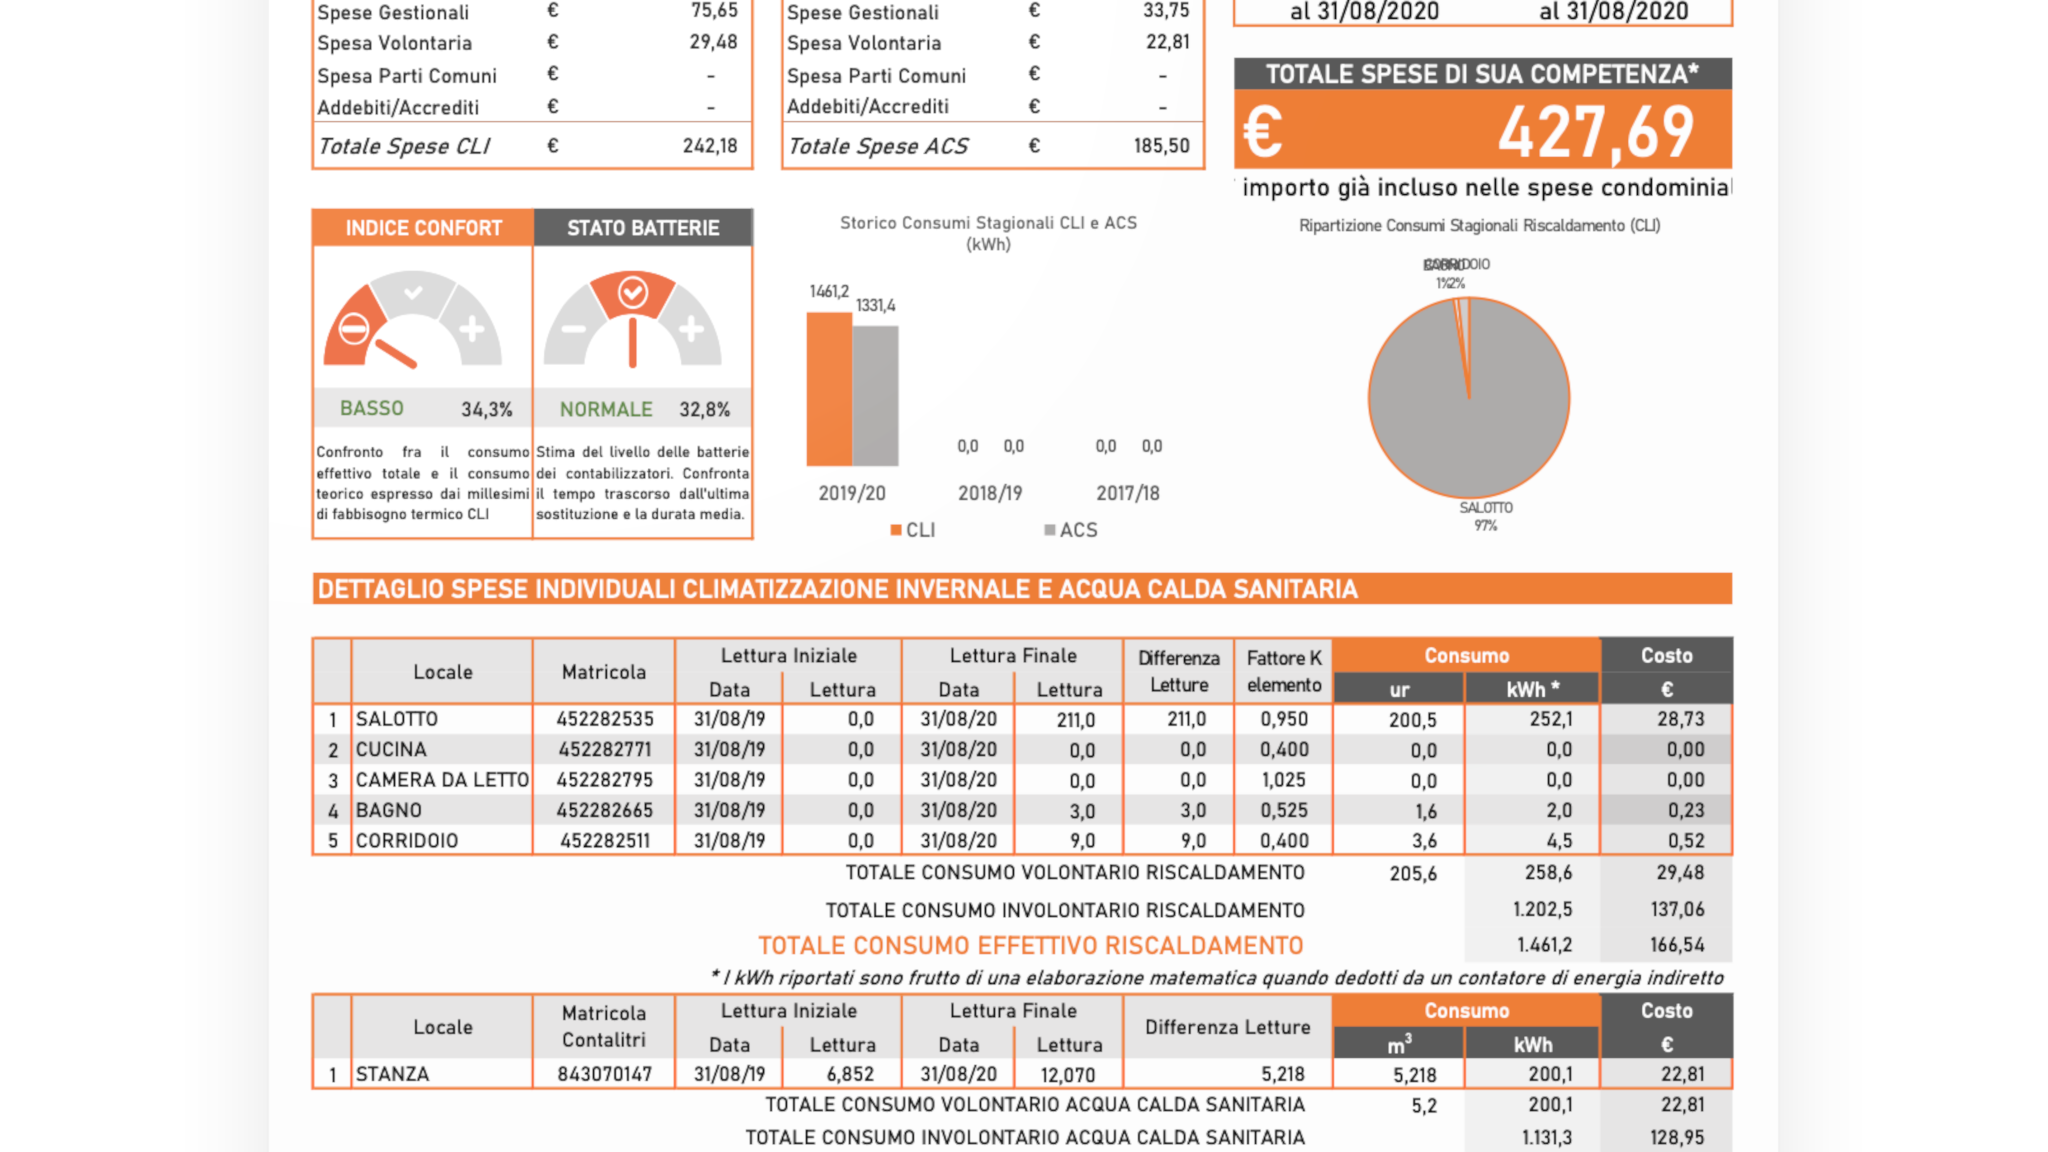 Spese Gestionali € 75,65
Spesa Volontaria € 29,48
Spesa Parti Comuni € -
Addebiti/Accrediti € -
Totale Spese CLI € 242,18
Spese Gestionali € 33,75
Spesa Volontaria € 22,81
Spesa Parti Comuni € -
Addebiti/Accrediti € -
Totale Spese ACS € 185,50
al 31/08/2020 al 31/08/2020
TOTALE SPESE DI SUA COMPETENZA*
€ 427,69
importo già incluso nelle spese condominial
INDICE CONFORT
BASSO 34,3%
Confronto fra il consumo
effettivo totale e il consumo
teorico espresso dai millesimi
di fabbisogno termico CLI
STATO BATTERIE
NORMALE 32,8%
Stima del livello delle batterie
dei contabilizzatori. Confronta
il tempo trascorso dall'ultima
sostituzione e la durata media.
Storico Consumi Stagionali CLI e ACS
(kWh)
1461,2
1331,4
0,0 0,0 0,0 0,0
2019/20 2018/19 2017/18
CLI ACS
Ripartizione Consumi Stagionali Riscaldamento (CLI)
CORRIDOIO
1% 2%
SALOTTO
97%
DETTAGLIO SPESE INDIVIDUALI CLIMATIZZAZIONE INVERNALE E ACQUA CALDA SANITARIA
Locale Matricola Lettura Iniziale Lettura Finale Differenza Letture Fattore K elemento Consumo Costo
Data Lettura Data Lettura ur kWh * €
1 SALOTTO 452282535 31/08/19 0,0 31/08/20 211,0 211,0 0,950 200,5 252,1 28,73
2 CUCINA 452282771 31/08/19 0,0 31/08/20 0,0 0,0 0,400 0,0 0,0 0,00
3 CAMERA DA LETTO 452282795 31/08/19 0,0 31/08/20 0,0 0,0 1,025 0,0 0,0 0,00
4 BAGNO 452282665 31/08/19 0,0 31/08/20 3,0 3,0 0,525 1,6 2,0 0,23
5 CORRIDOIO 452282511 31/08/19 0,0 31/08/20 9,0 9,0 0,400 3,6 4,5 0,52
TOTALE CONSUMO VOLONTARIO RISCALDAMENTO 205,6 258,6 29,48
TOTALE CONSUMO INVOLONTARIO RISCALDAMENTO 1.202,5 137,06
TOTALE CONSUMO EFFETTIVO RISCALDAMENTO 1.461,2 166,54
* I kWh riportati sono frutto di una elaborazione matematica quando dedotti da un contatore di energia indiretto
Locale Matricola Contalitri Lettura Iniziale Lettura Finale Differenza Letture Consumo Costo
Data Lettura Data Lettura m³ kWh €
1 STANZA 843070147 31/08/19 6,852 31/08/20 12,070 5,218 5,218 200,1 22,81
TOTALE CONSUMO VOLONTARIO ACQUA CALDA SANITARIA 5,2 200,1 22,81
TOTALE CONSUMO INVOLONTARIO ACQUA CALDA SANITARIA 1.131,3 128,95